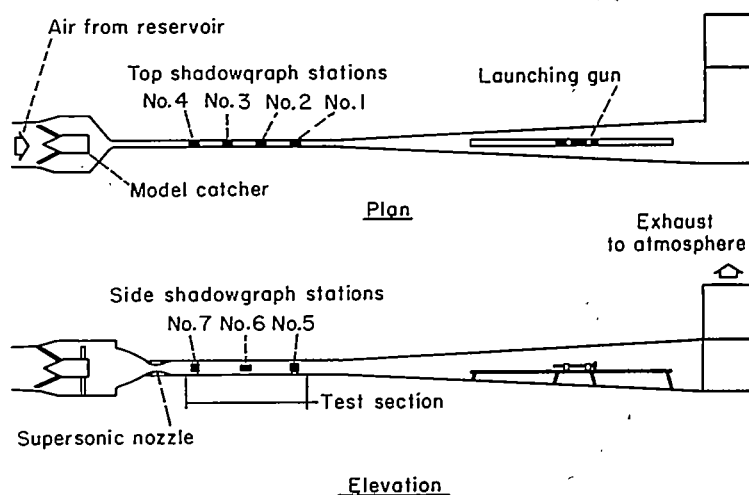 Air from reservoir
Top shadowgraph stations
No.4 No.3 No.2 No.1
Launching gun
Model catcher
Plan
Exhaust
to atmosphere
Side shadowgraph stations
No.7 No.6 No.5
Test section
Supersonic nozzle
Elevation